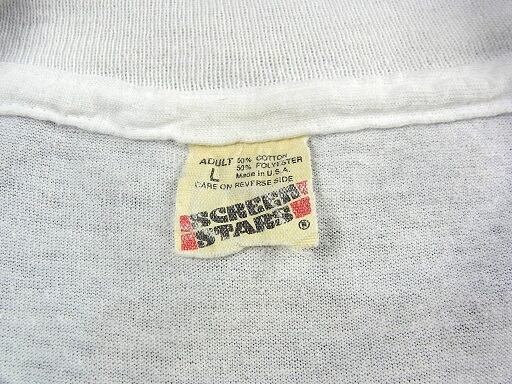 ADULT 50% COTTON
L 50% POLYESTER
Made in U.S.A.
CARE ON REVERSE SIDE
SCREEN
STARS ®